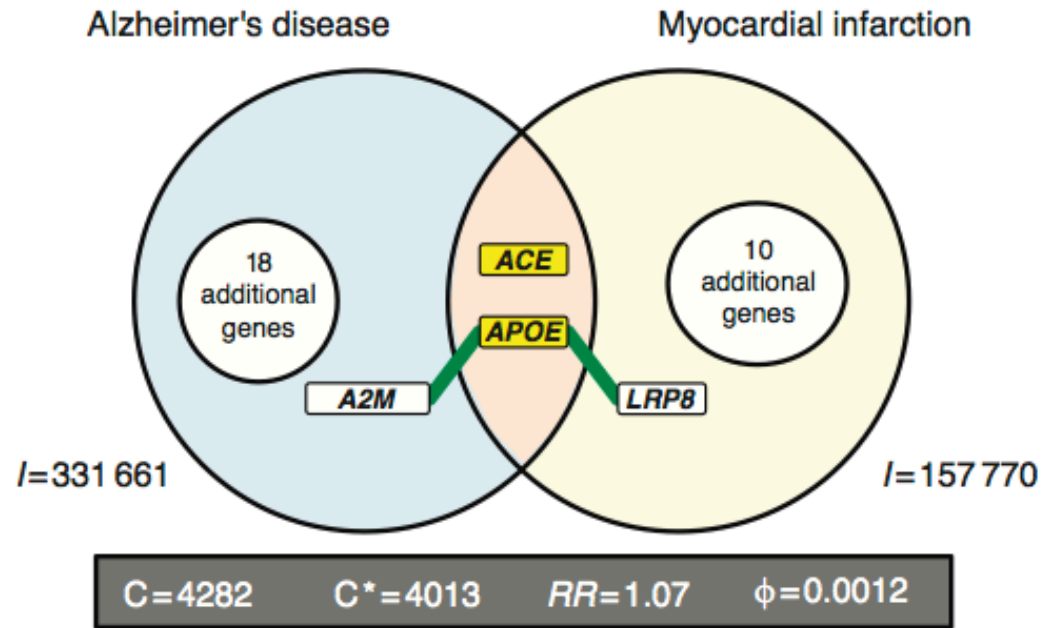 Alzheimer's disease
Myocardial infarction
18
additional
genes
ACE
APOE
A2M
LRP8
10
additional
genes
I=331 661
I=157 770
C=4282 C*=4013 RR=1.07 ϕ=0.0012